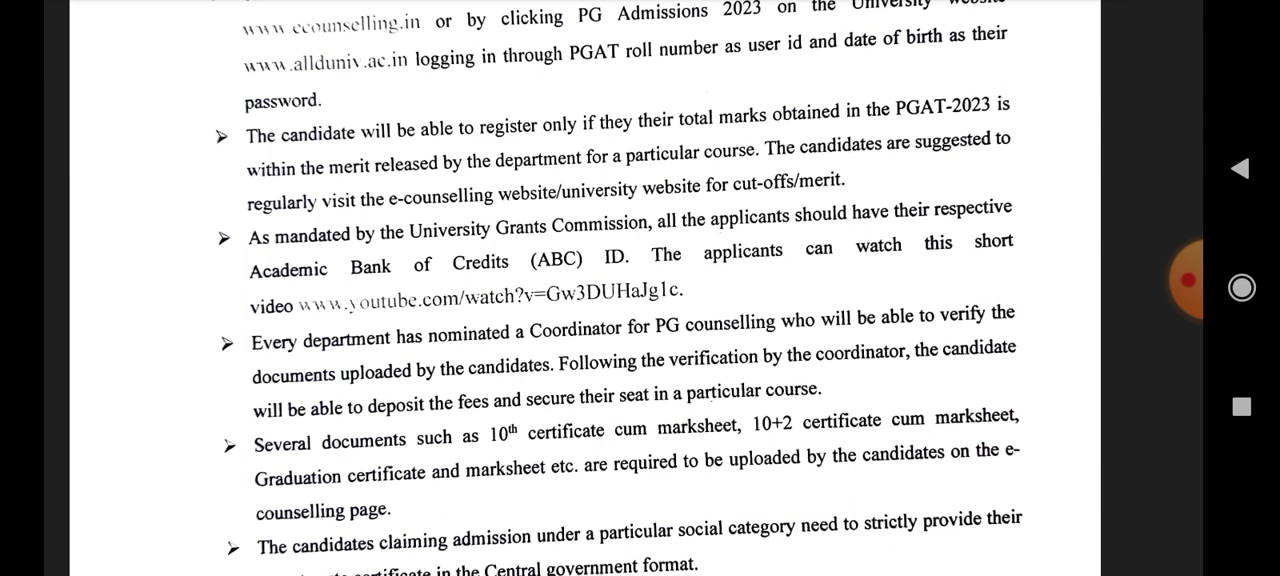 www.ecounselling.in or by clicking PG Admissions 2023 on the University website
www.allduniv.ac.in logging in through PGAT roll number as user id and date of birth as their
password.
➢ The candidate will be able to register only if they their total marks obtained in the PGAT-2023 is
within the merit released by the department for a particular course. The candidates are suggested to
regularly visit the e-counselling website/university website for cut-offs/merit.
➢ As mandated by the University Grants Commission, all the applicants should have their respective
Academic Bank of Credits (ABC) ID. The applicants can watch this short
video www.youtube.com/watch?v=Gw3DUHaJg1c.
➢ Every department has nominated a Coordinator for PG counselling who will be able to verify the
documents uploaded by the candidates. Following the verification by the coordinator, the candidate
will be able to deposit the fees and secure their seat in a particular course.
➢ Several documents such as 10th certificate cum marksheet, 10+2 certificate cum marksheet,
Graduation certificate and marksheet etc. are required to be uploaded by the candidates on the e-
counselling page.
➢ The candidates claiming admission under a particular social category need to strictly provide their
certificate in the Central government format.